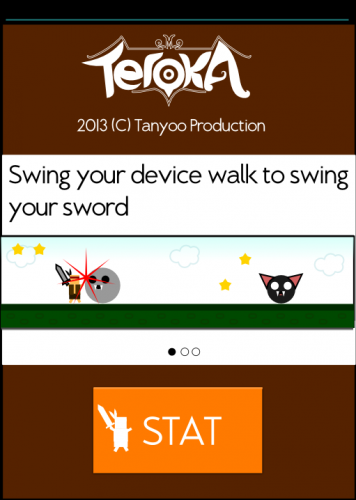 TEROKA
2013 (C) Tanyoo Production
Swing your device walk to swing
your sword
STAT